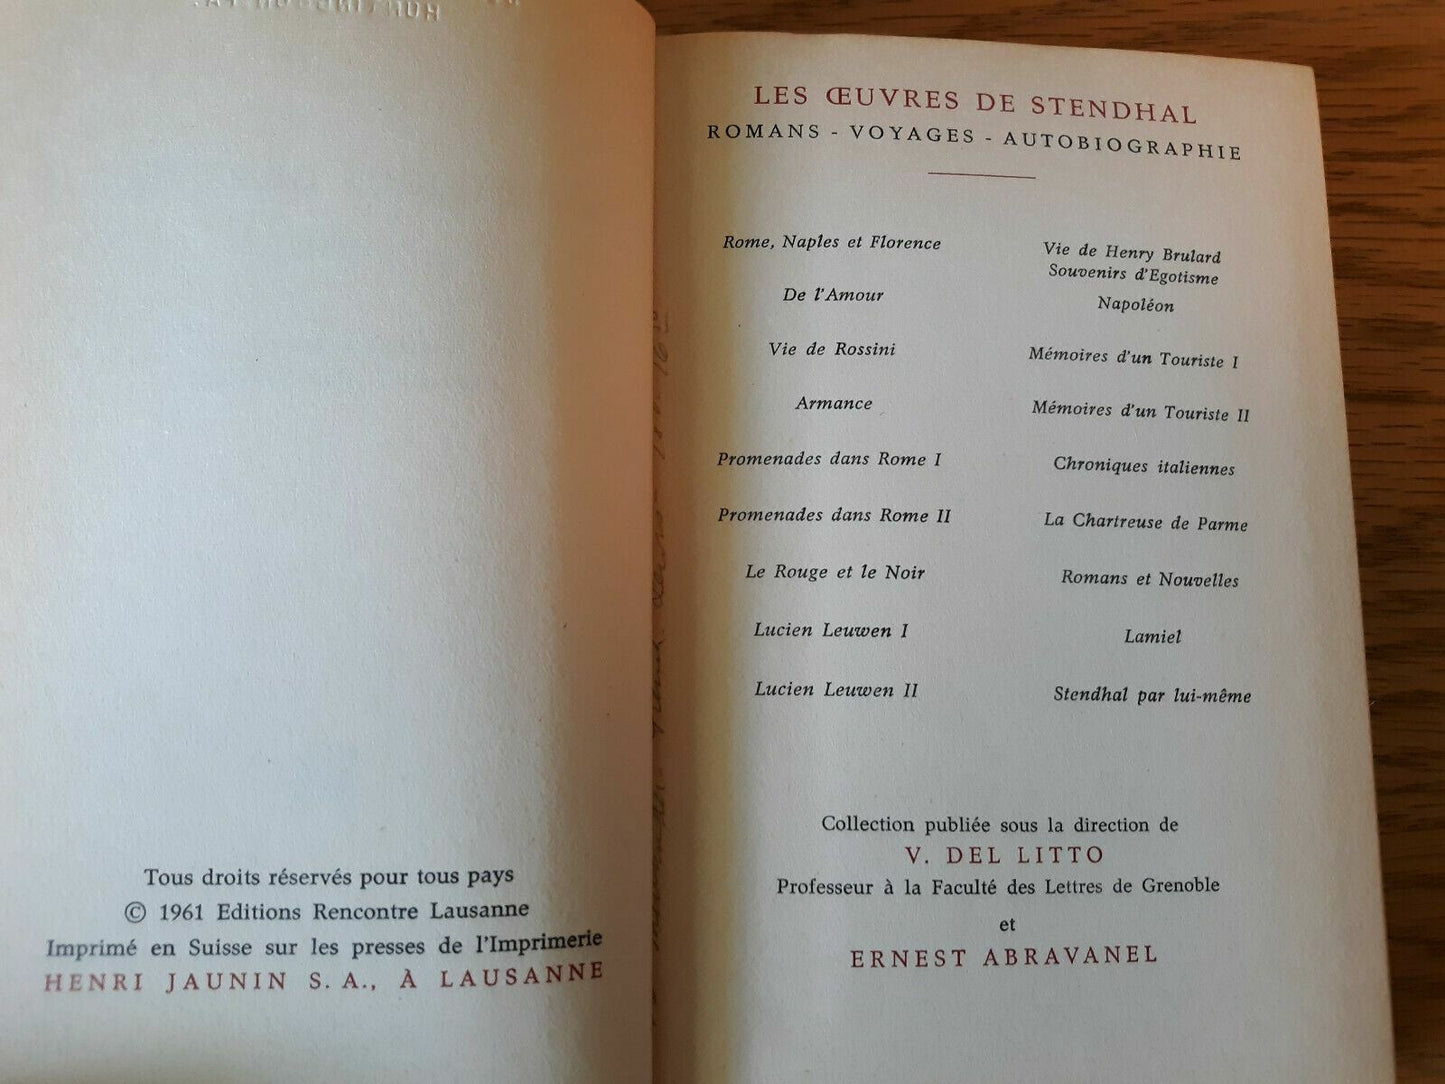 Tous droits réservés pour tous pays
© 1961 Editions Rencontre Lausanne
Imprimé en Suisse sur les presses de l'Imprimerie
HENRI JAUNIN S. A., À LAUSANNE
LES ŒUVRES DE STENDHAL
ROMANS - VOYAGES - AUTOBIOGRAPHIE
Rome, Naples et Florence
De l'Amour
Vie de Rossini
Armance
Promenades dans Rome I
Promenades dans Rome II
Le Rouge et le Noir
Lucien Leuwen I
Lucien Leuwen II
Vie de Henry Brulard
Souvenirs d'Egotisme
Napoléon
Mémoires d'un Touriste I
Mémoires d'un Touriste II
Chroniques italiennes
La Chartreuse de Parme
Romans et Nouvelles
Lamiel
Stendhal par lui-même
Collection publiée sous la direction de
V. DEL LITTO
Professeur à la Faculté des Lettres de Grenoble
et
ERNEST ABRAVANEL